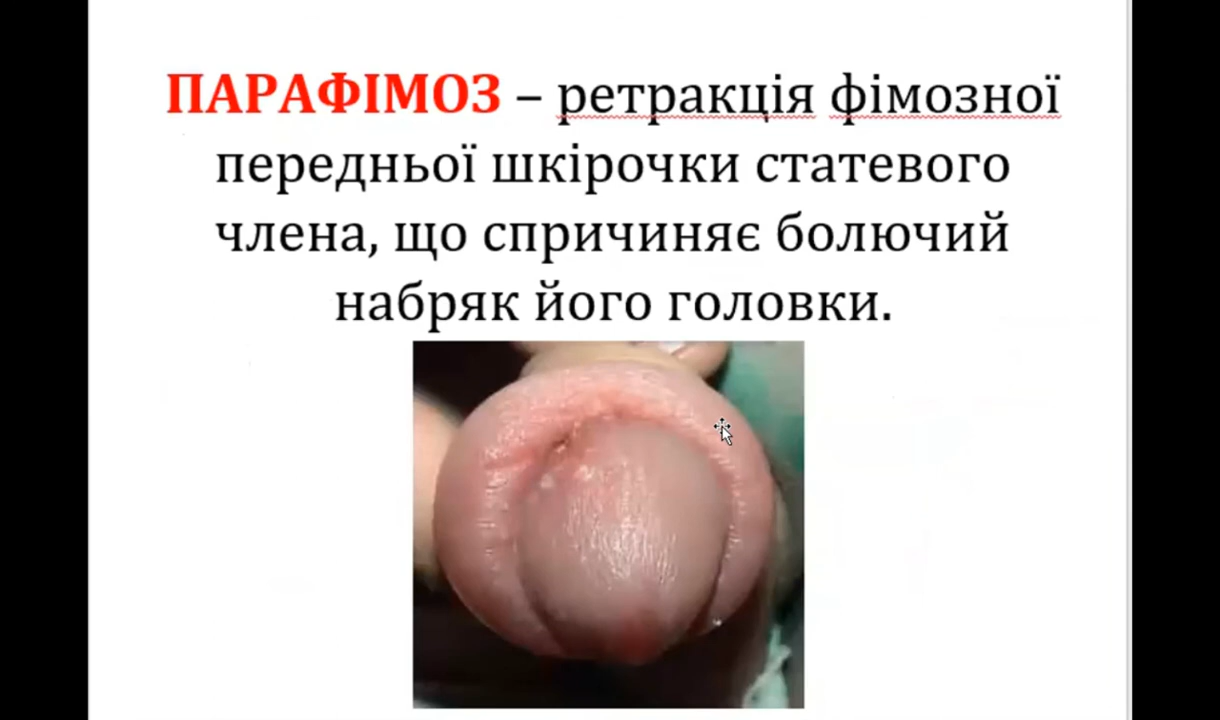 ПАРАФІМОЗ – ретракція фімозної
передньої шкірочки статевого
члена, що спричиняє болючий
набряк його головки.